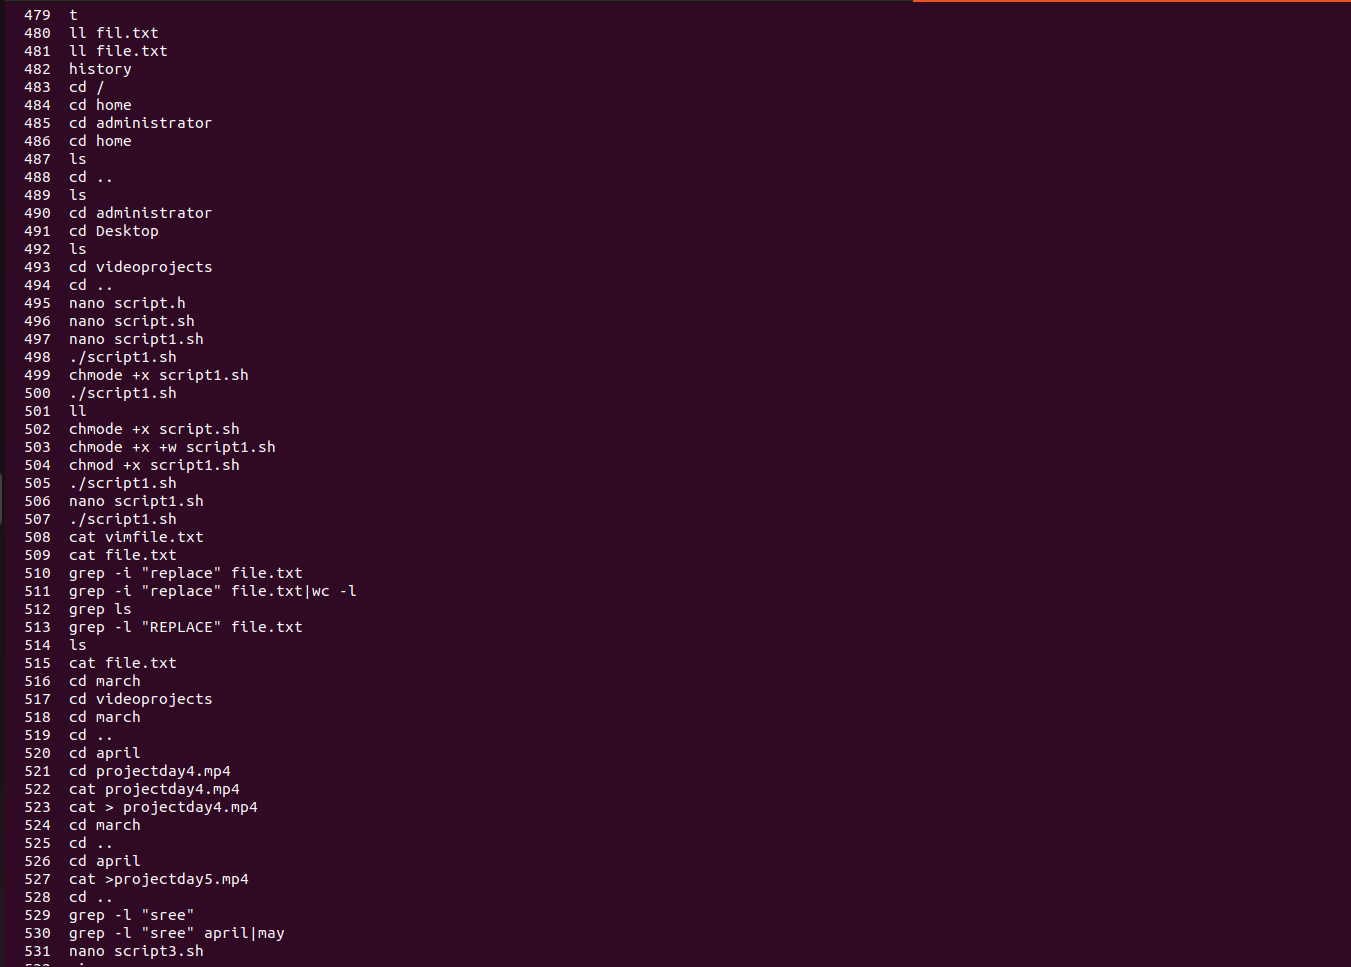 479 t
480 ll fil.txt
481 ll file.txt
482 history
483 cd /
484 cd home
485 cd administrator
486 cd home
487 ls
488 cd ..
489 ls
490 cd administrator
491 cd Desktop
492 ls
493 cd videoprojects
494 cd ..
495 nano script.h
496 nano script.sh
497 nano script1.sh
498 ./script1.sh
499 chmode +x script1.sh
500 ./script1.sh
501 ll
502 chmode +x script.sh
503 chmode +x +w script1.sh
504 chmod +x script1.sh
505 ./script1.sh
506 nano script1.sh
507 ./script1.sh
508 cat vimfile.txt
509 cat file.txt
510 grep -i "replace" file.txt
511 grep -i "replace" file.txt|wc -l
512 grep ls
513 grep -l "REPLACE" file.txt
514 ls
515 cat file.txt
516 cd march
517 cd videoprojects
518 cd march
519 cd ..
520 cd april
521 cd projectday4.mp4
522 cat projectday4.mp4
523 cat > projectday4.mp4
524 cd march
525 cd ..
526 cd april
527 cat >projectday5.mp4
528 cd ..
529 grep -l "sree"
530 grep -l "sree" april|may
531 nano script3.sh